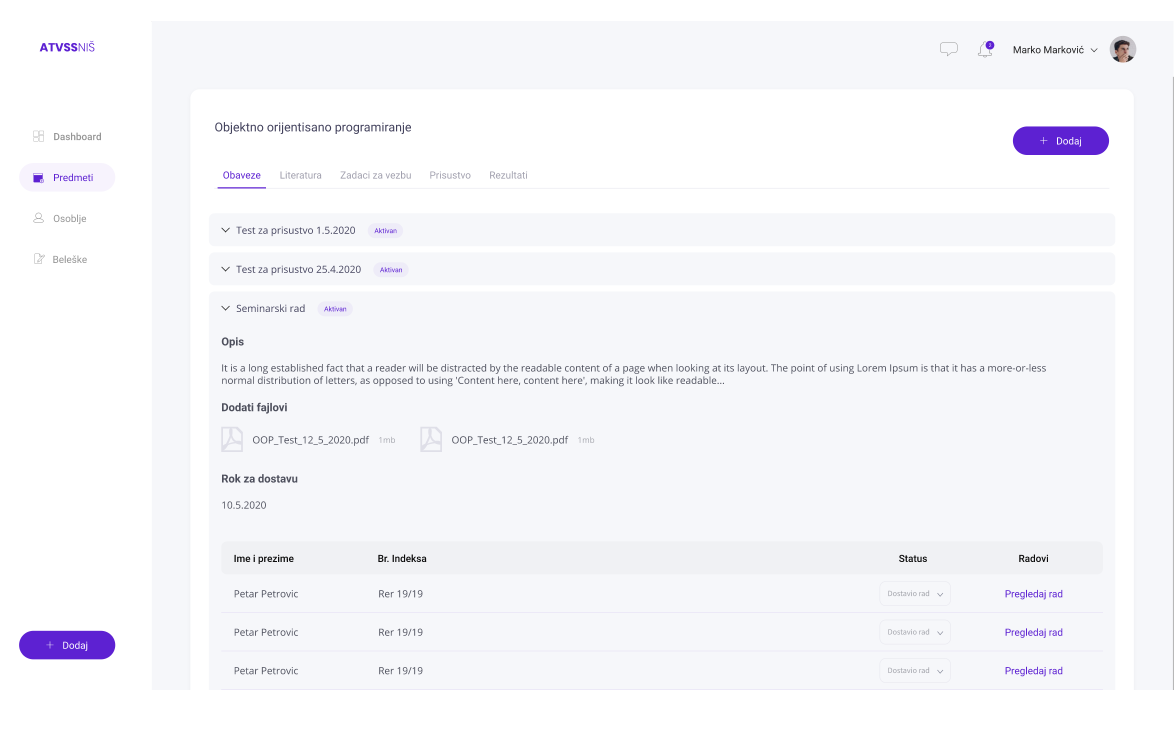 ATVSSNIŠ
Marko Marković
Dashboard
Predmeti
Osoblje
Beleške
+ Dodaj
Objektno orijentisano programiranje
+ Dodaj
Obaveze Literatura Zadaci za vezbu Prisustvo Rezultati
Test za prisustvo 1.5.2020 Aktivan
Test za prisustvo 25.4.2020 Aktivan
Seminarski rad Aktivan
Opis
It is a long established fact that a reader will be distracted by the readable content of a page when looking at its layout. The point of using Lorem Ipsum is that it has a more-or-less
normal distribution of letters, as opposed to using 'Content here, content here', making it look like readable...
Dodati fajlovi
OOP_Test_12_5_2020.pdf 1mb OOP_Test_12_5_2020.pdf 1mb
Rok za dostavu
10.5.2020
Ime i prezime Br. Indeksa Status Radovi
Petar Petrovic Rer 19/19 Dostavio rad Pregledaj rad
Petar Petrovic Rer 19/19 Dostavio rad Pregledaj rad
Petar Petrovic Rer 19/19 Dostavio rad Pregledaj rad